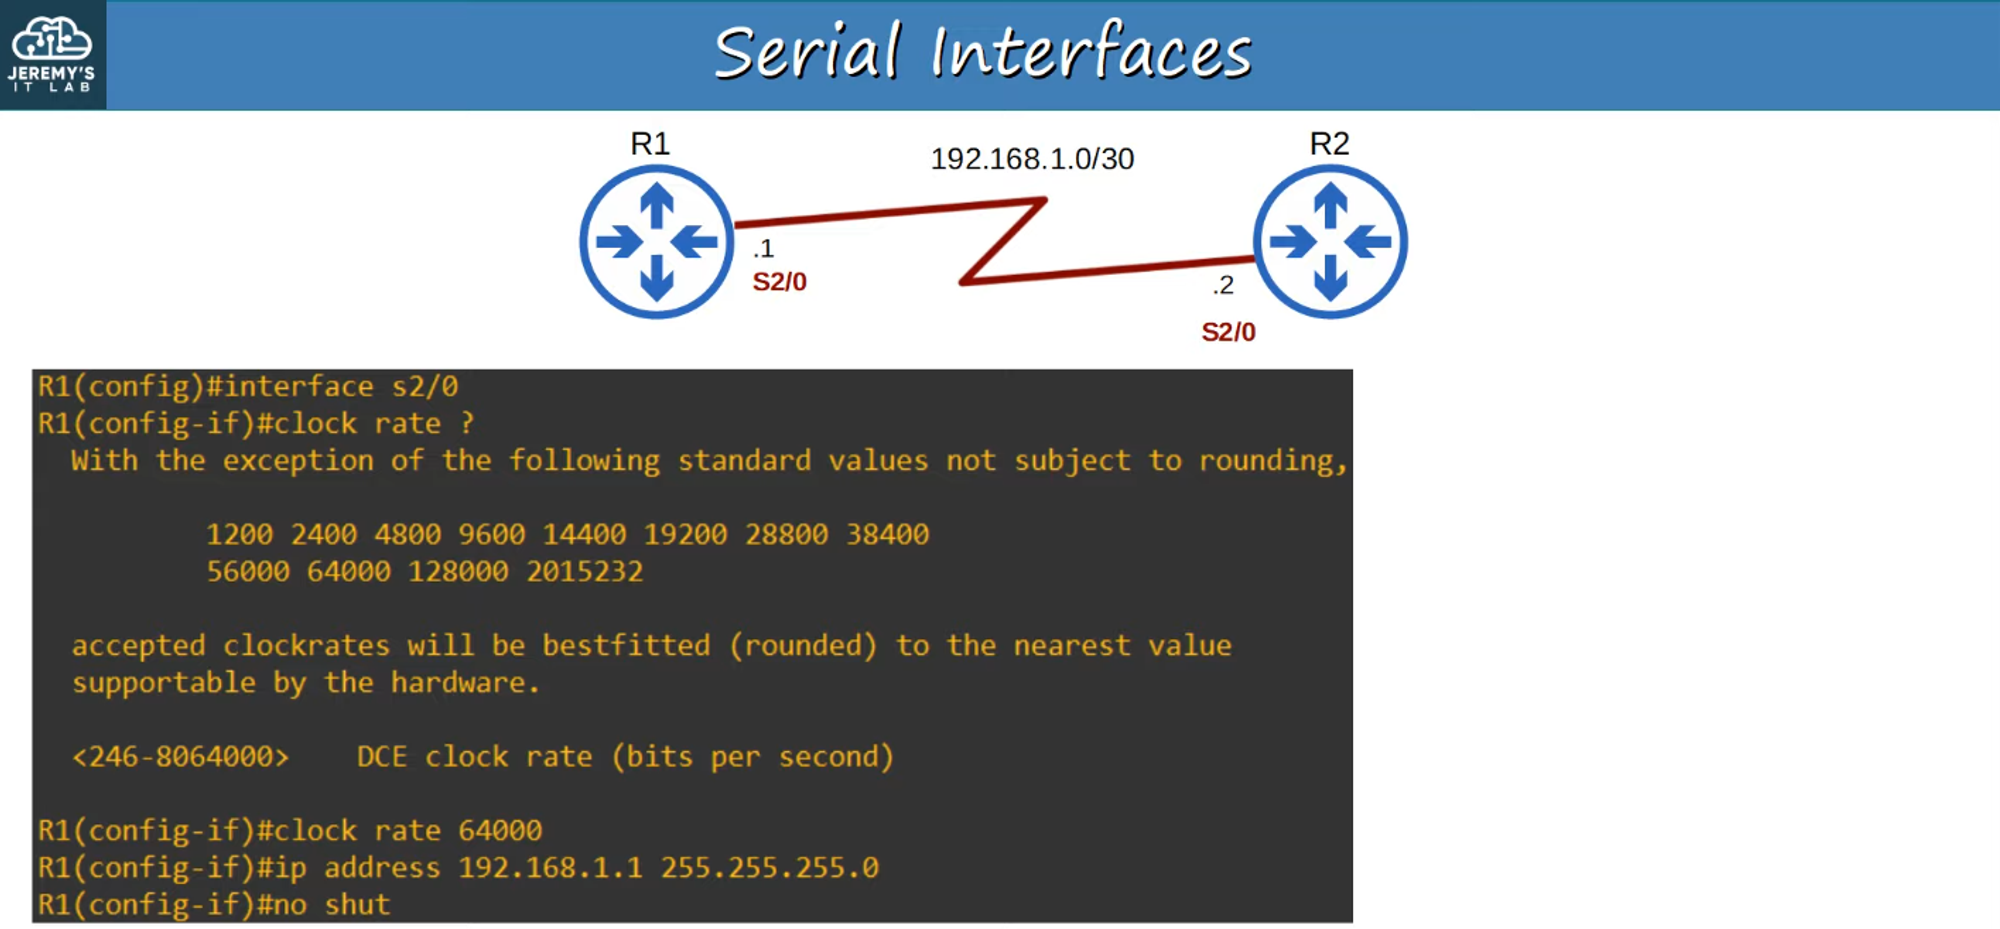 JEREMY'S
IT LAB
Serial Interfaces
R1
192.168.1.0/30
R2
.1
S2/0
.2
S2/0
R1(config)#interface s2/0
R1(config-if)#clock rate ?
With the exception of the following standard values not subject to rounding,
1200 2400 4800 9600 14400 19200 28800 38400
56000 64000 128000 2015232
accepted clockrates will be bestfitted (rounded) to the nearest value
supportable by the hardware.
<246-8064000> DCE clock rate (bits per second)
R1(config-if)#clock rate 64000
R1(config-if)#ip address 192.168.1.1 255.255.255.0
R1(config-if)#no shut